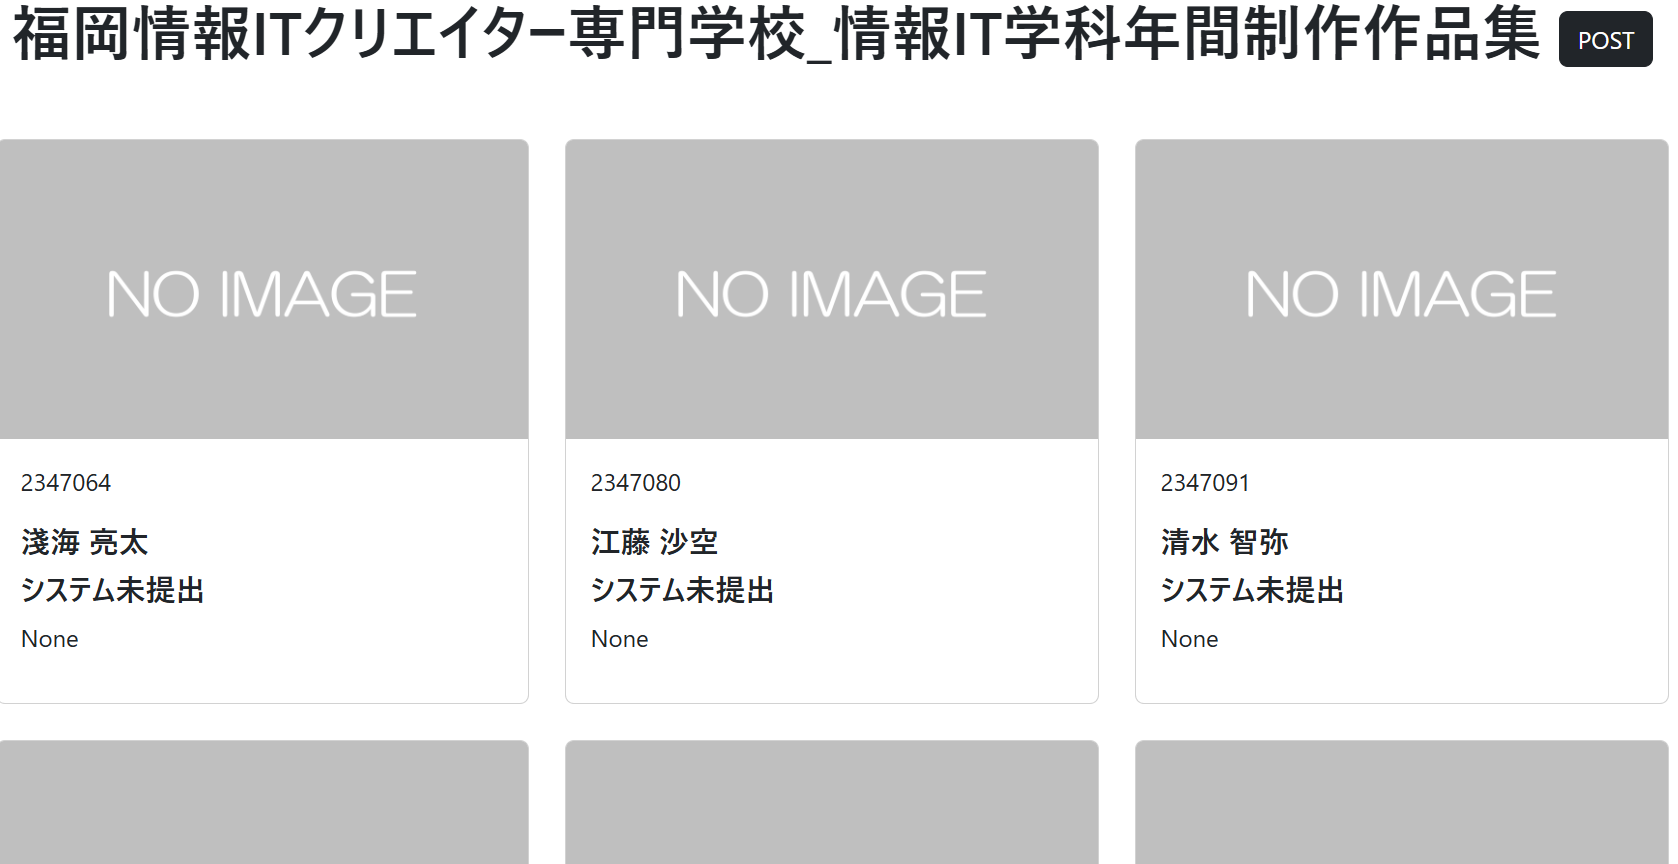 福岡情報ITクリエイター専門学校_情報IT学科年間制作作品集 POST
NO IMAGE
2347064
淺海 亮太
システム未提出
None
NO IMAGE
2347080
江藤 沙空
システム未提出
None
NO IMAGE
2347091
清水 智弥
システム未提出
None